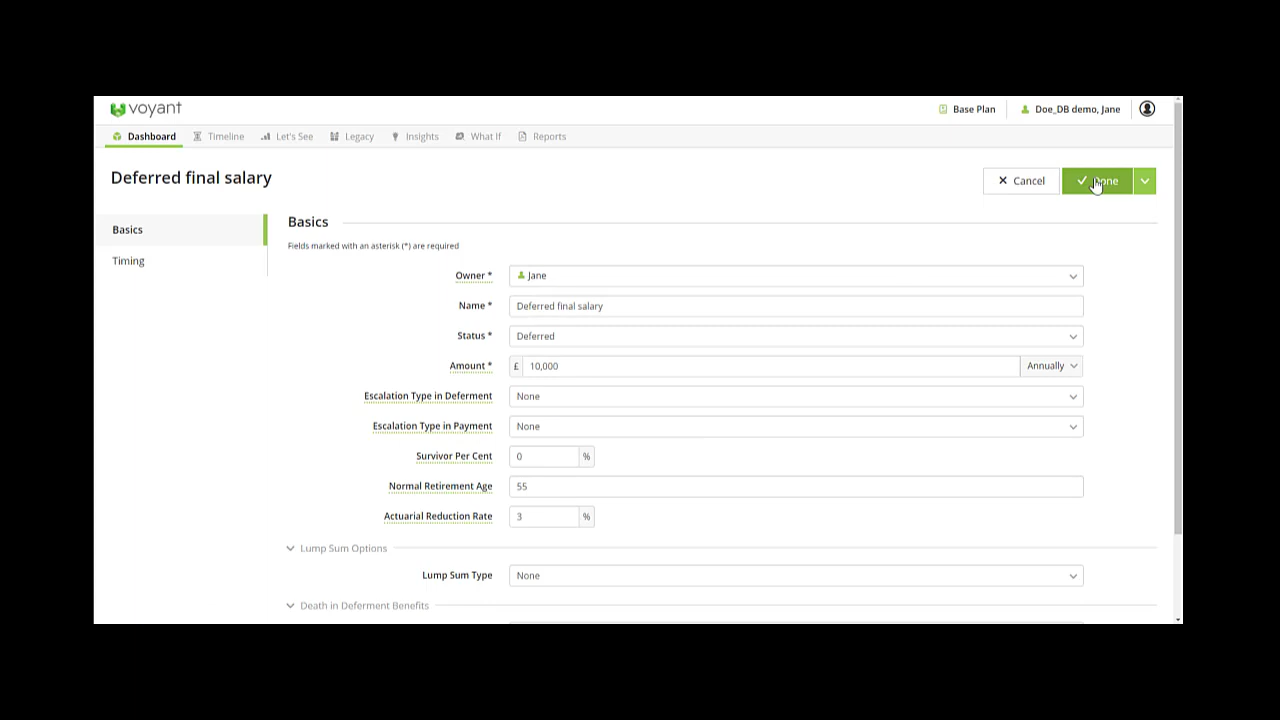 voyant
Base Plan
Doe_DB demo, Jane
Dashboard Timeline Let's See Legacy Insights What If Reports
Deferred final salary
Cancel
Basics
Timing
Basics
Fields marked with an asterisk (*) are required
Owner * Jane
Name * Deferred final salary
Status * Deferred
Amount * £ 10,000 Annually
Escalation Type in Deferment None
Escalation Type in Payment None
Survivor Per Cent 0 %
Normal Retirement Age 55
Actuarial Reduction Rate 3 %
Lump Sum Options
Lump Sum Type None
Death in Deferment Benefits